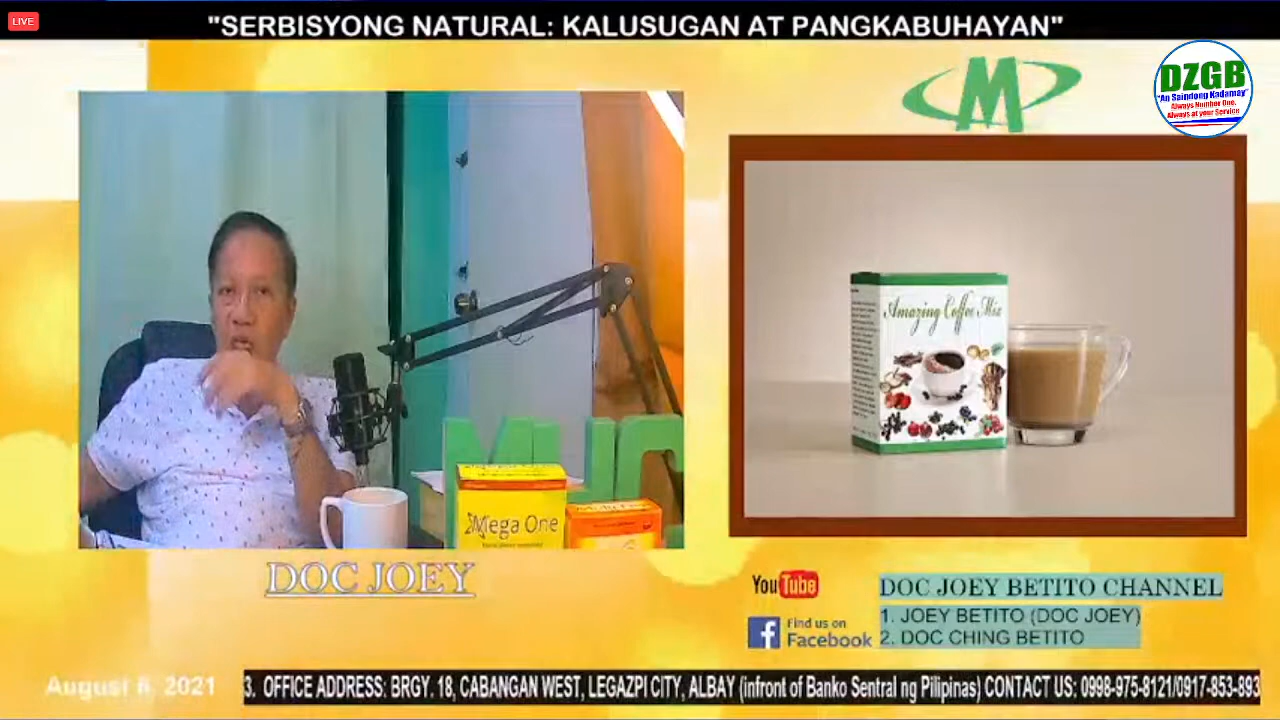 LIVE
"SERBISYONG NATURAL: KALUSUGAN AT PANGKABUHAYAN"
M
DZGB
"An Saindong Kadamay"
Always Number One,
Always at your Service
Amazing Coffee Mix
Mega One
DOC JOEY
YouTube
DOC JOEY BETITO CHANNEL
Find us on
Facebook
1. JOEY BETITO (DOC JOEY)
2. DOC CHING BETITO
August 2021
3. OFFICE ADDRESS: BRGY. 18, CABANGAN WEST, LEGAZPI CITY, ALBAY (infront of Banko Sentral ng Pilipinas) CONTACT US: 0998-975-8121/0917-853-893